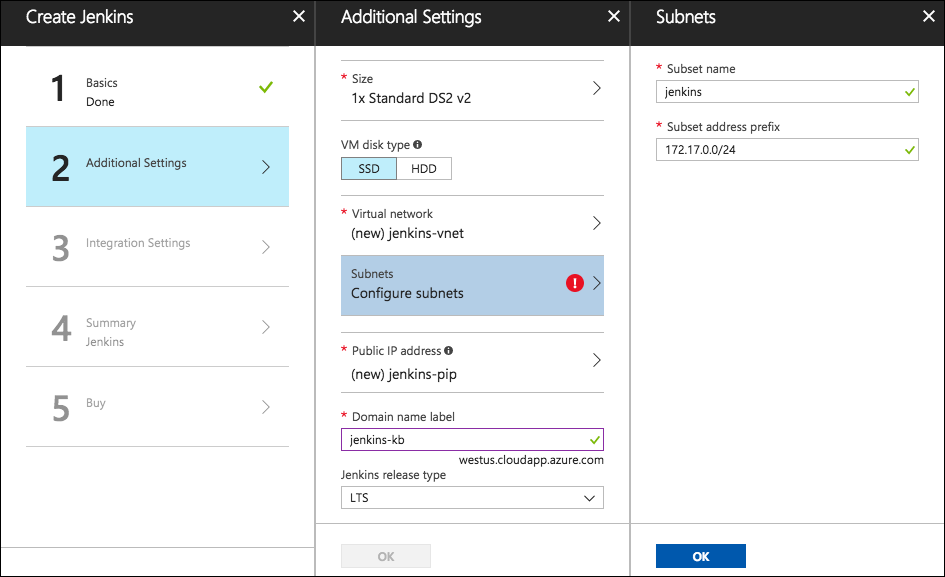 Create Jenkins
1
Basics
Done
2
Additional Settings
3
Integration Settings
4
Summary
Jenkins
5
Buy
Additional Settings
* Size
1x Standard DS2 v2
VM disk type
SSD HDD
* Virtual network
(new) jenkins-vnet
Subnets
Configure subnets
* Public IP address
(new) jenkins-pip
* Domain name label
jenkins-kb
westus.cloudapp.azure.com
Jenkins release type
LTS
OK
Subnets
* Subset name
jenkins
* Subset address prefix
172.17.0.0/24
OK